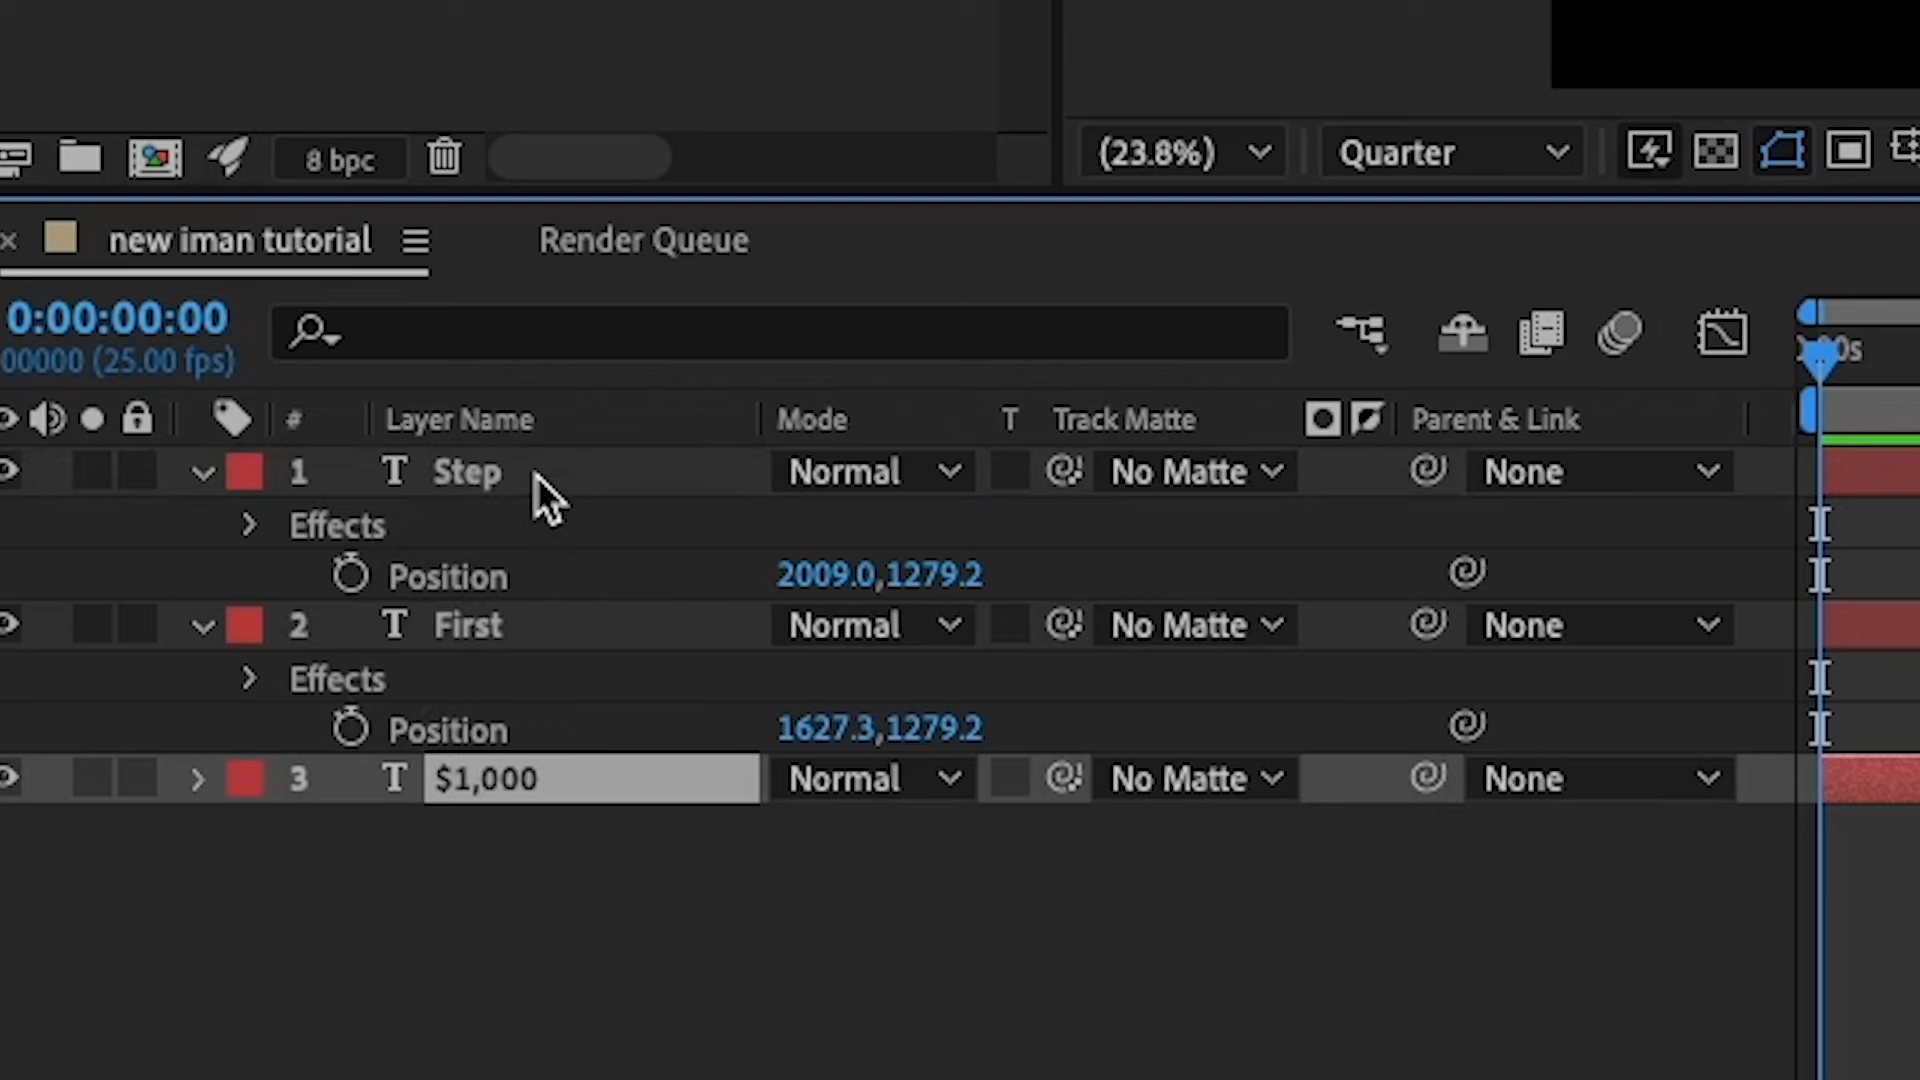 8 bpc
(23.8%) Quarter
new iman tutorial Render Queue
0:00:00:00
00000 (25.00 fps)
# Layer Name Mode T Track Matte Parent & Link
1 T Step Normal No Matte None
Effects
Position 2009.0,1279.2
2 T First Normal No Matte None
Effects
Position 1627.3,1279.2
3 T $1,000 Normal No Matte None